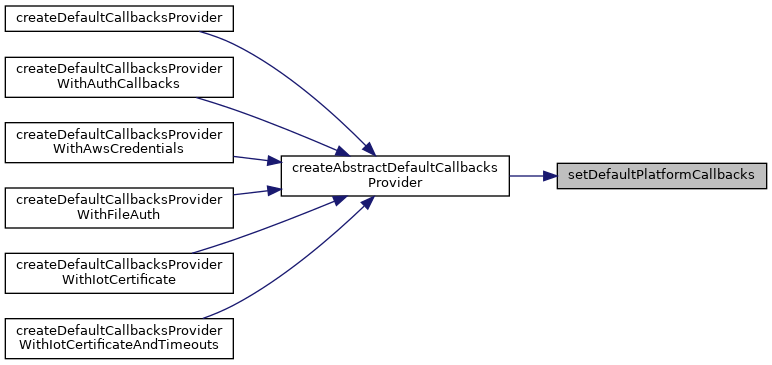 createDefaultCallbacksProvider
createDefaultCallbacksProvider
WithAuthCallbacks
createDefaultCallbacksProvider
WithAwsCredentials
createDefaultCallbacksProvider
WithFileAuth
createDefaultCallbacksProvider
WithIotCertificate
createDefaultCallbacksProvider
WithIotCertificateAndTimeouts
createAbstractDefaultCallbacks
Provider
setDefaultPlatformCallbacks